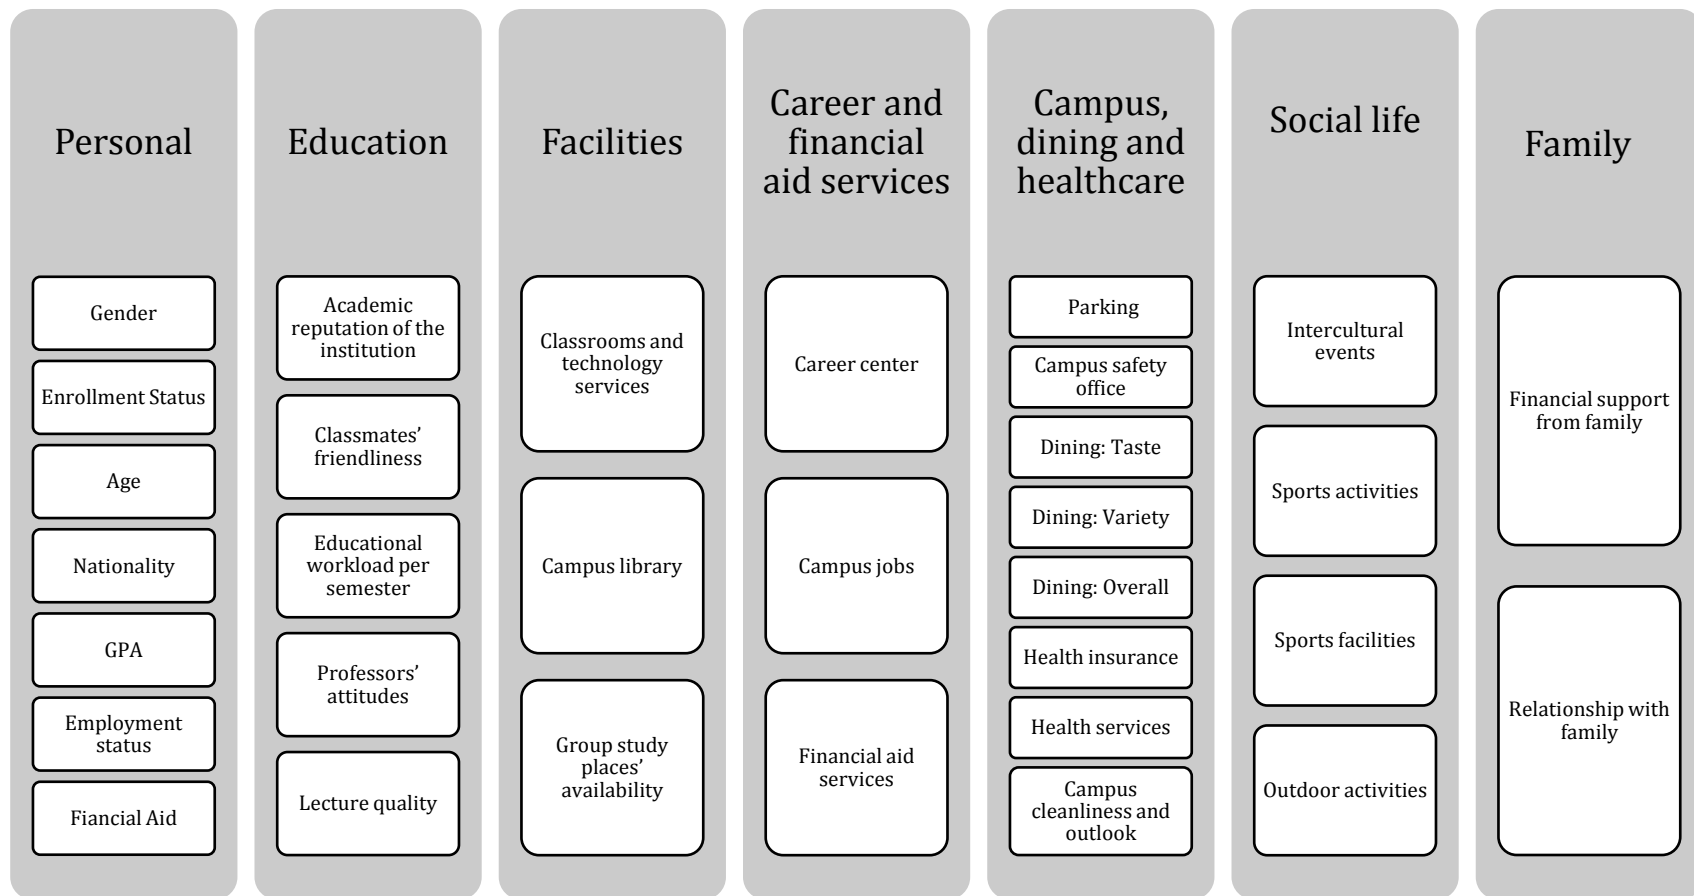 Personal
Gender
Enrollment Status
Age
Nationality
GPA
Employment
status
Fiancial Aid
Education
Academic
reputation of the
institution
Classmates’
friendliness
Educational
workload per
semester
Professors’
attitudes
Lecture quality
Facilities
Classrooms and
technology
services
Campus library
Group study
places’
availability
Career and
financial
aid services
Career center
Campus jobs
Financial aid
services
Campus,
dining and
healthcare
Parking
Campus safety
office
Dining: Taste
Dining: Variety
Dining: Overall
Health insurance
Health services
Campus
cleanliness and
outlook
Social life
Intercultural
events
Sports activities
Sports facilities
Outdoor activities
Family
Financial support
from family
Relationship with
family